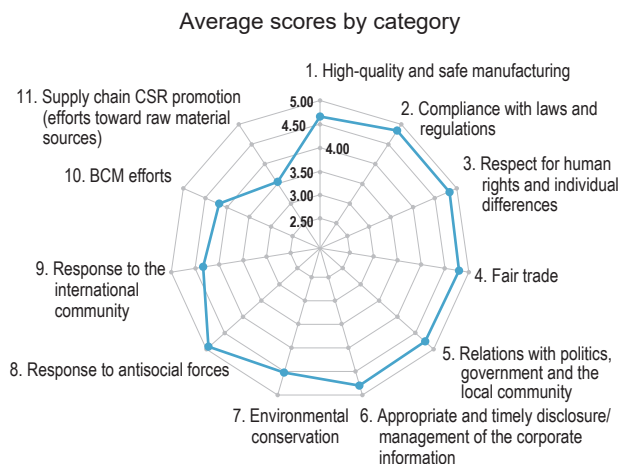 Average scores by category
1. High-quality and safe manufacturing
2. Compliance with laws and
regulations
3. Respect for human
rights and individual
differences
4. Fair trade
5. Relations with politics,
government and the
local community
6. Appropriate and timely disclosure/
management of the corporate
information
7. Environmental
conservation
8. Response to antisocial forces
9. Response to the
international
community
10. BCM efforts
11. Supply chain CSR promotion
(efforts toward raw material
sources)
5.00
4.50
4.00
3.50
3.00
2.50